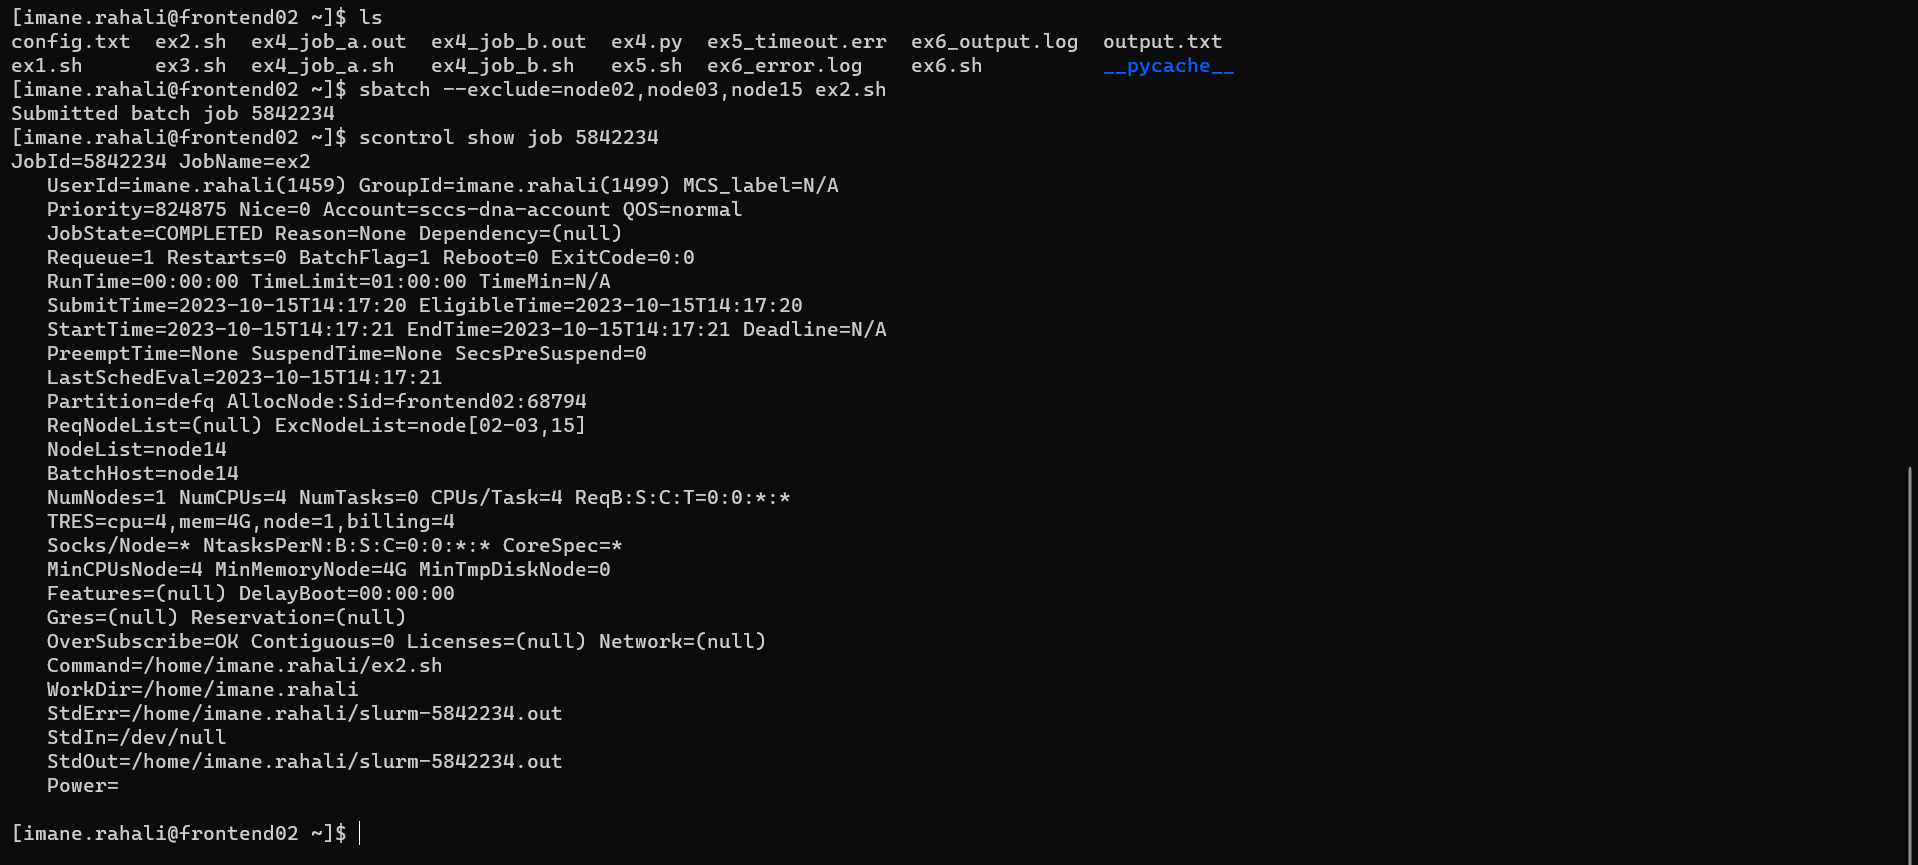 [imane.rahali@frontend02 ~]$ ls
config.txt  ex2.sh  ex4_job_a.out  ex4_job_b.out  ex4.py  ex5_timeout.err  ex6_output.log  output.txt
ex1.sh      ex3.sh  ex4_job_a.sh   ex4_job_b.sh   ex5.sh  ex6_error.log    ex6.sh          __pycache__
[imane.rahali@frontend02 ~]$ sbatch --exclude=node02,node03,node15 ex2.sh
Submitted batch job 5842234
[imane.rahali@frontend02 ~]$ scontrol show job 5842234
JobId=5842234 JobName=ex2
   UserId=imane.rahali(1459) GroupId=imane.rahali(1499) MCS_label=N/A
   Priority=824875 Nice=0 Account=sccs-dna-account QOS=normal
   JobState=COMPLETED Reason=None Dependency=(null)
   Requeue=1 Restarts=0 BatchFlag=1 Reboot=0 ExitCode=0:0
   RunTime=00:00:00 TimeLimit=01:00:00 TimeMin=N/A
   SubmitTime=2023-10-15T14:17:20 EligibleTime=2023-10-15T14:17:20
   StartTime=2023-10-15T14:17:21 EndTime=2023-10-15T14:17:21 Deadline=N/A
   PreemptTime=None SuspendTime=None SecsPreSuspend=0
   LastSchedEval=2023-10-15T14:17:21
   Partition=defq AllocNode:Sid=frontend02:68794
   ReqNodeList=(null) ExcNodeList=node[02-03,15]
   NodeList=node14
   BatchHost=node14
   NumNodes=1 NumCPUs=4 NumTasks=0 CPUs/Task=4 ReqB:S:C:T=0:0:*:*
   TRES=cpu=4,mem=4G,node=1,billing=4
   Socks/Node=* NtasksPerN:B:S:C=0:0:*:* CoreSpec=*
   MinCPUsNode=4 MinMemoryNode=4G MinTmpDiskNode=0
   Features=(null) DelayBoot=00:00:00
   Gres=(null) Reservation=(null)
   OverSubscribe=OK Contiguous=0 Licenses=(null) Network=(null)
   Command=/home/imane.rahali/ex2.sh
   WorkDir=/home/imane.rahali
   StdErr=/home/imane.rahali/slurm-5842234.out
   StdIn=/dev/null
   StdOut=/home/imane.rahali/slurm-5842234.out
   Power=
[imane.rahali@frontend02 ~]$